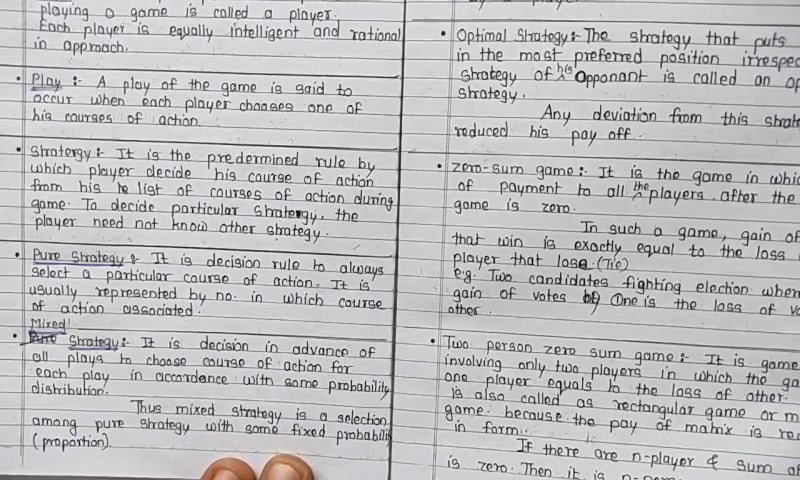 playing a game is called a player.
Each player is equally intelligent and rational
in approach.
• Play :- A play of the game is said to
occur when each player chooses one of
his courses of action.
• Stratergy :- It is the predermined rule by
which player decide his course of action
from his list of courses of action during
game. To decide particular stratergy, the
player need not know other strategy.
• Pure Strategy :- It is decision rule to always
select a particular course of action. It is
usually represented by no. in which course
of action associated.
Mixed
• Strategy :- It is decision in advance of
all plays to choose course of action for
each play in accordence with some probability
distribution.
Thus mixed strategy is a selection
among pure strategy with some fixed probabili
(proportion)
• Optimal Strategy :- The strategy that puts
in the most preferred position irrespec
strategy of his opponant is called an op
strategy.
Any deviation from this strate
reduced his pay off.
• zero-sum game :- It is the game in whic
of payment to all the players after the
game is zero.
In such a game, gain of
that win is exactly equal to the loss
player that lose. (Tie)
e.g. Two candidates fighting election wher
gain of votes of One is the loss of vo
other.
• Two person zero sum game :- It is game
involving only two players in which the ga
one player equals to the loss of other.
is also called as rectangular game or m
game because the pay of matrix is rec
in form.
If there are n-player & sum of
is zero. Then it is n-per